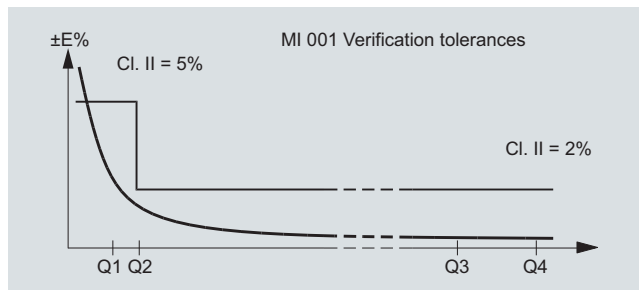 ±E%
MI 001 Verification tolerances
Cl. II = 5%
Cl. II = 2%
Q1 Q2 Q3 Q4